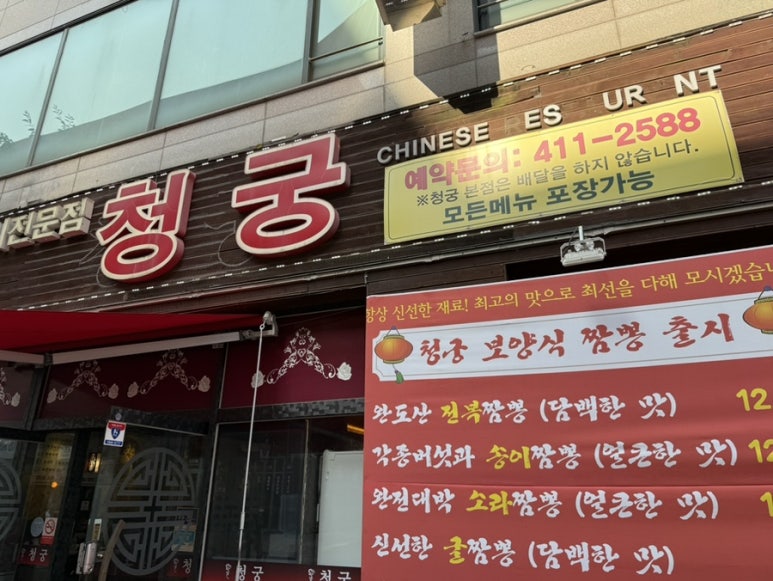 전문점
청궁
CHINESE RES UR NT
예약문의: 411-2588
※청궁 본점은 배달을 하지 않습니다.
모든메뉴 포장가능
항상 신선한 재료! 최고의 맛으로 최선을 다해 모시겠습니
청궁 보양식 짬뽕 출시
완도산 전복짬뽕 (담백한 맛) 12
각종버섯과 송이짬뽕 (얼큰한 맛) 12
완전대박 소라짬뽕 (얼큰한 맛) 1
신선한 굴짬뽕 (담백한 맛)
청궁
청
청궁
청궁